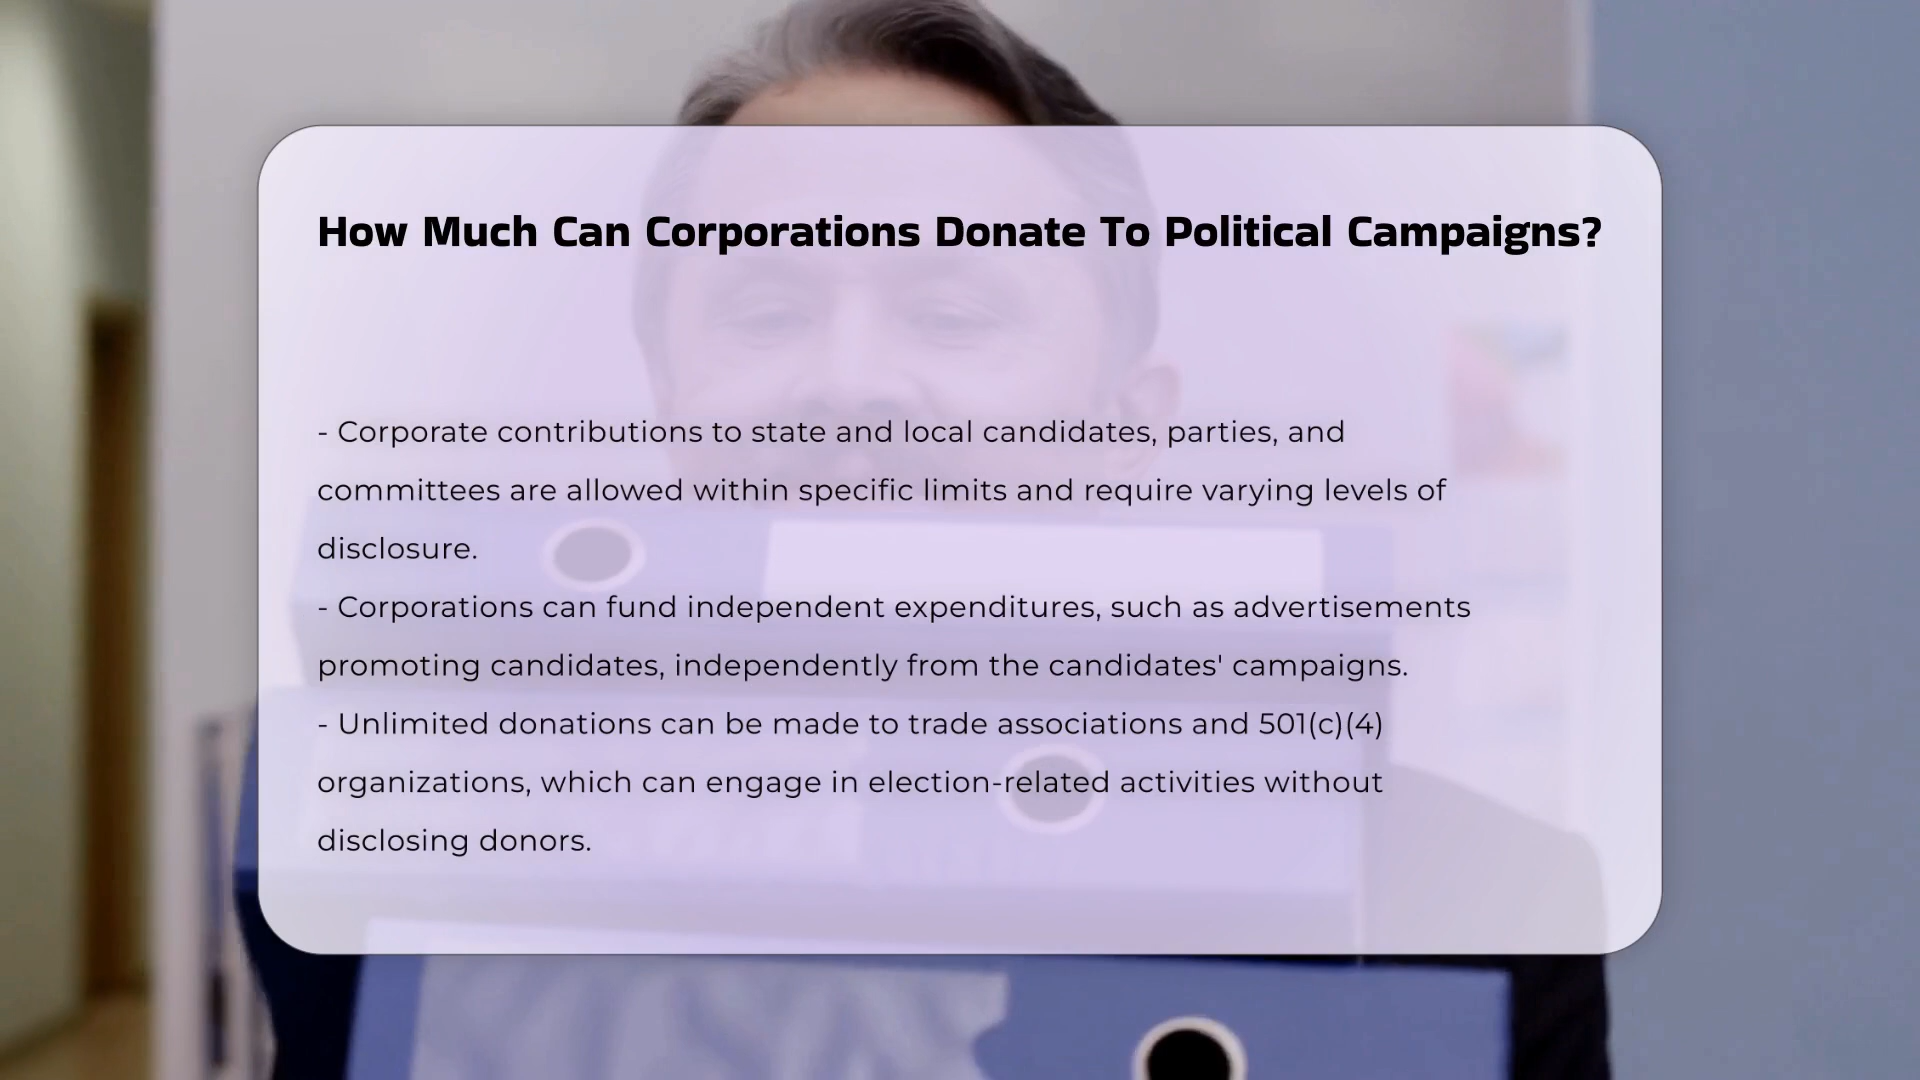 How Much Can Corporations Donate To Political Campaigns?
- Corporate contributions to state and local candidates, parties, and
committees are allowed within specific limits and require varying levels of
disclosure.
- Corporations can fund independent expenditures, such as advertisements
promoting candidates, independently from the candidates' campaigns.
- Unlimited donations can be made to trade associations and 501(c)(4)
organizations, which can engage in election-related activities without
disclosing donors.